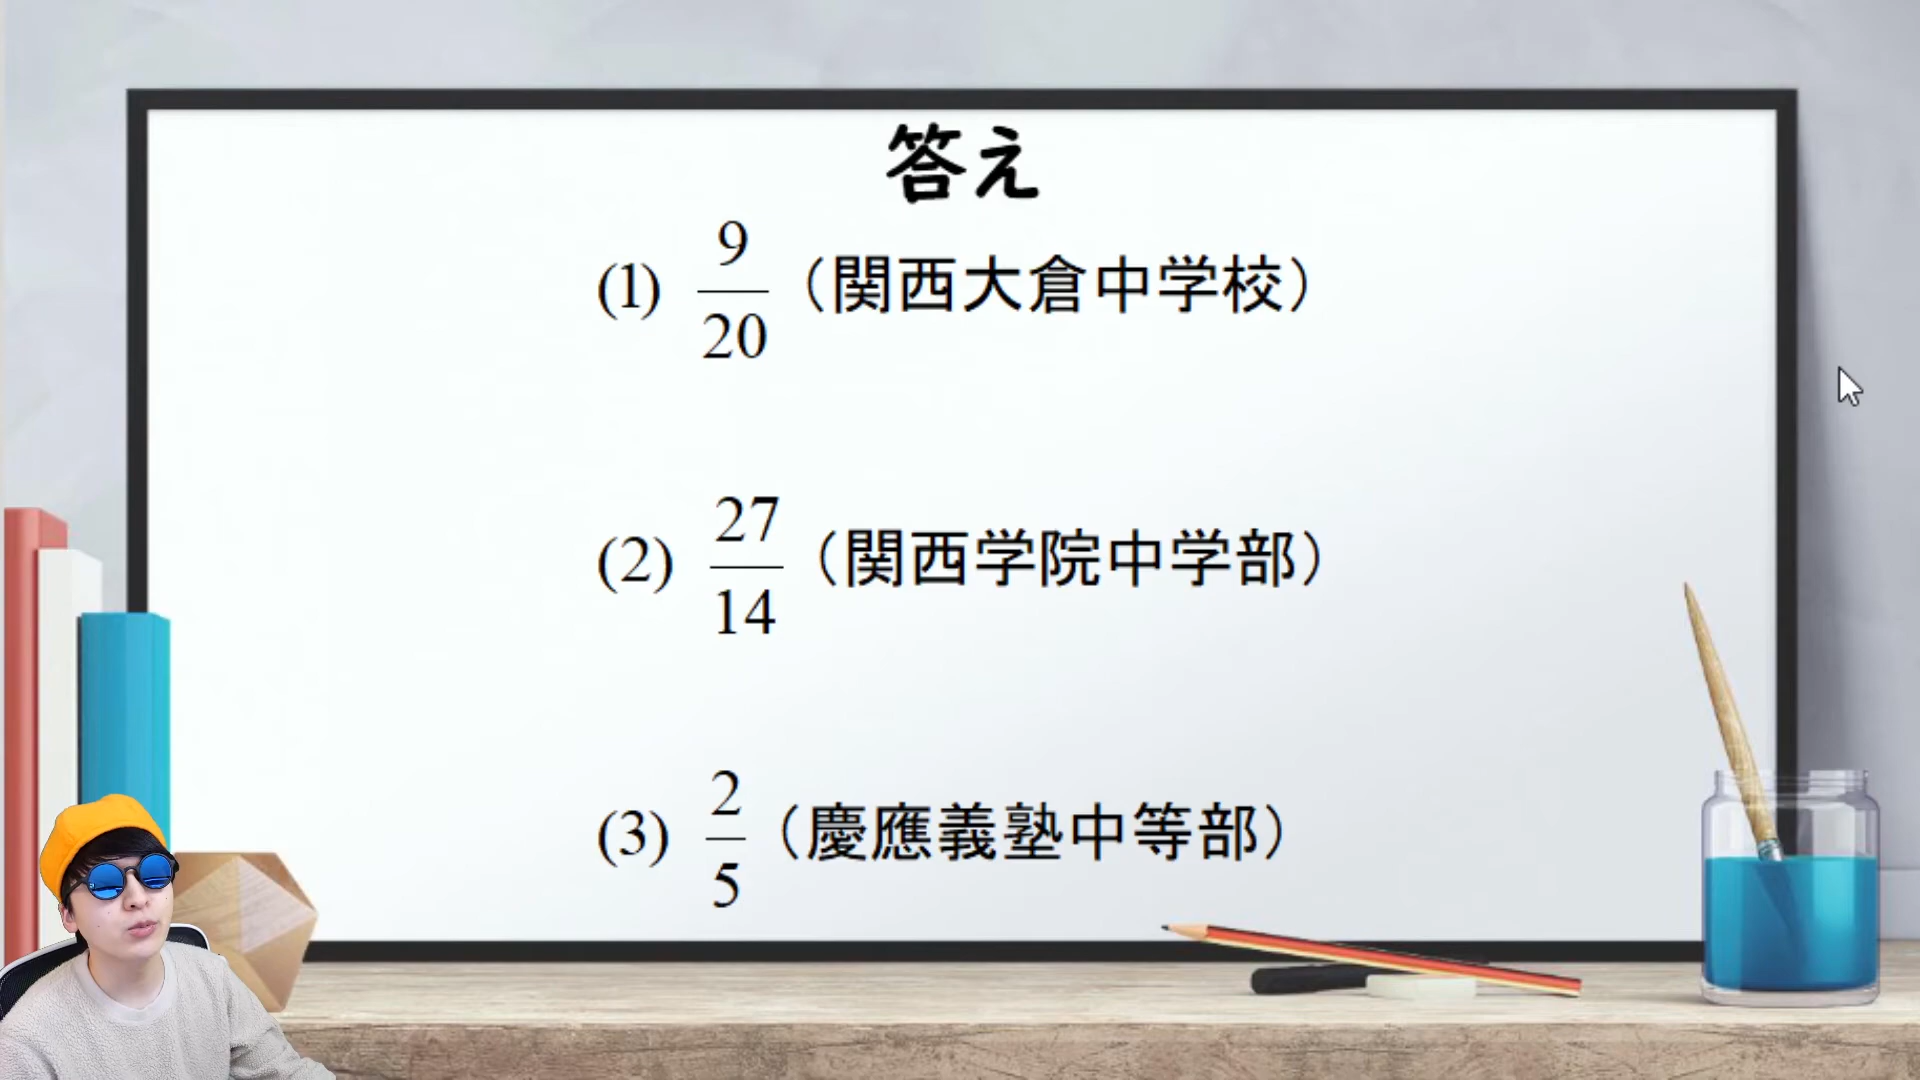 答え
(1) 9/20（関西大倉中学校）
(2) 27/14（関西学院中学部）
(3) 2/5（慶應義塾中等部）